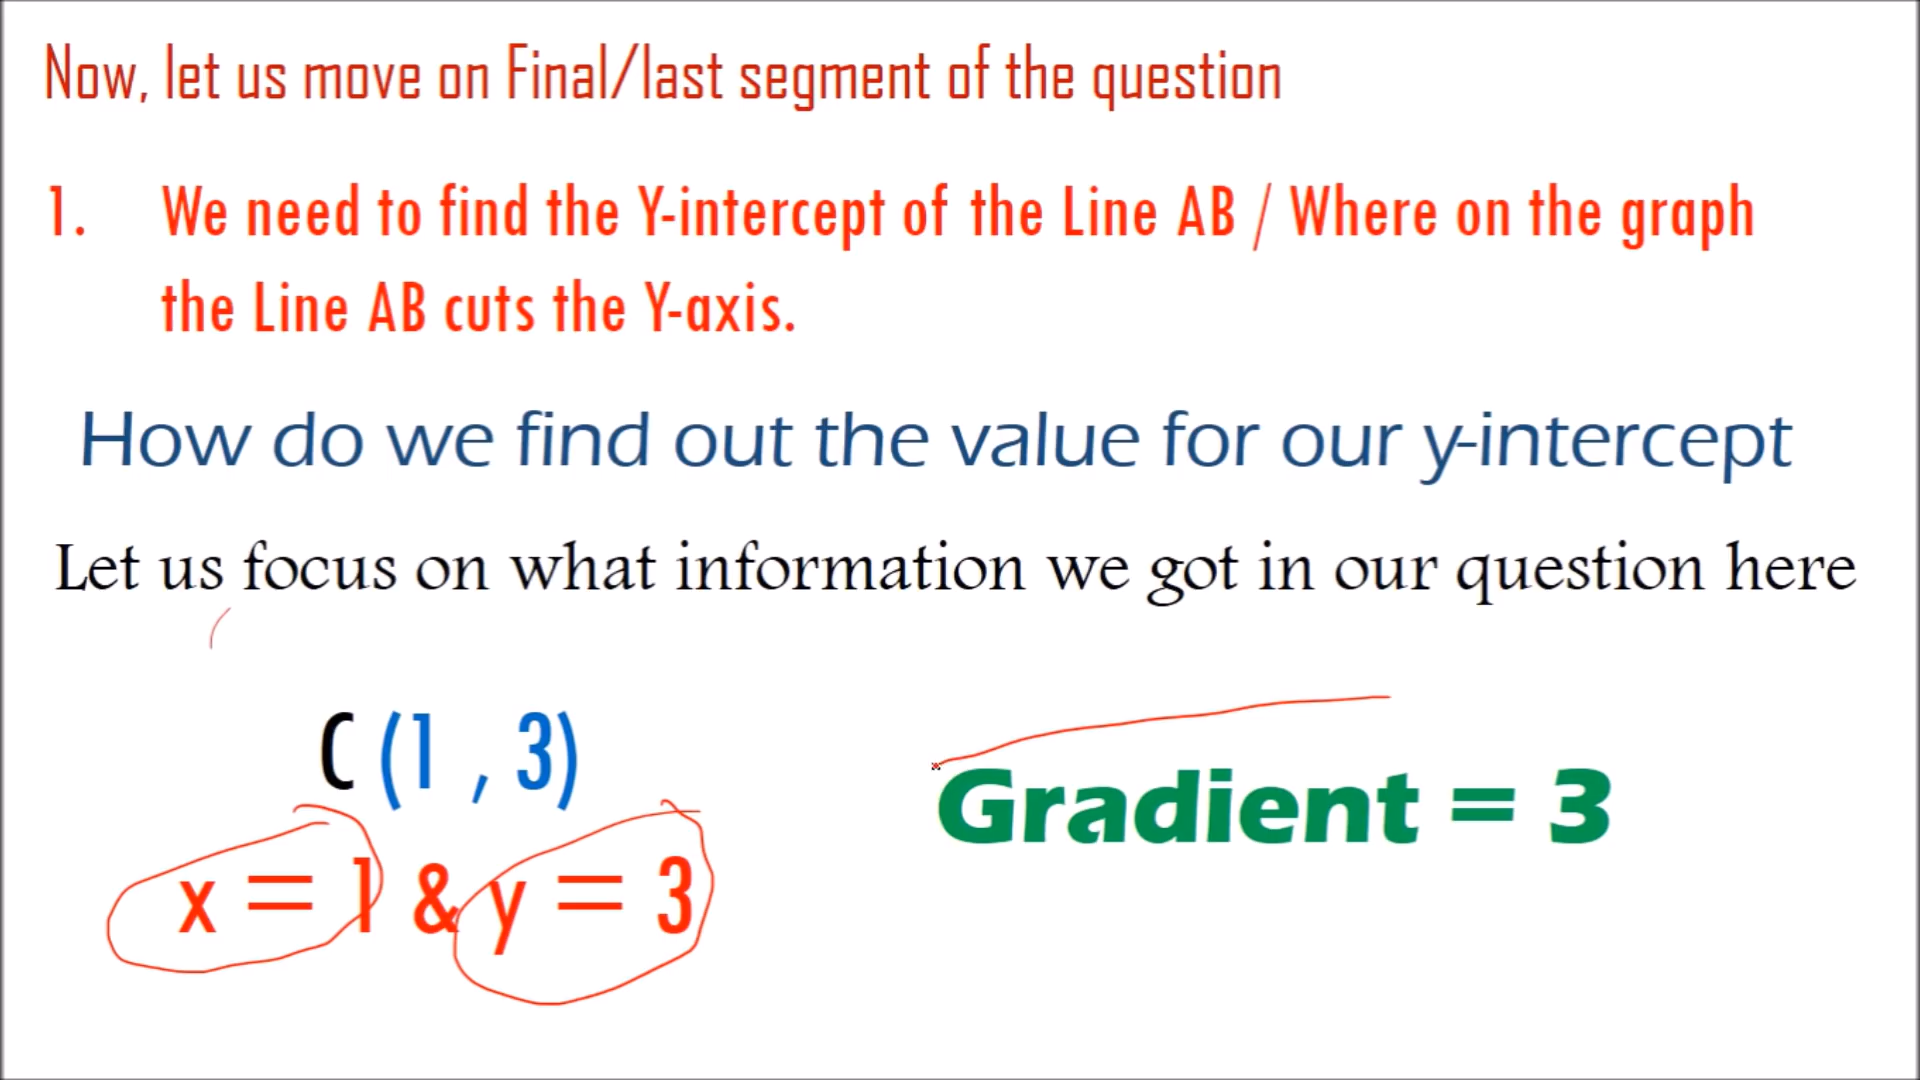 Now, let us move on Final/last segment of the question
1. We need to find the Y-intercept of the Line AB / Where on the graph
the Line AB cuts the Y-axis.
How do we find out the value for our y-intercept
Let us focus on what information we got in our question here
C (1 , 3)
x = 1 & y = 3
Gradient = 3